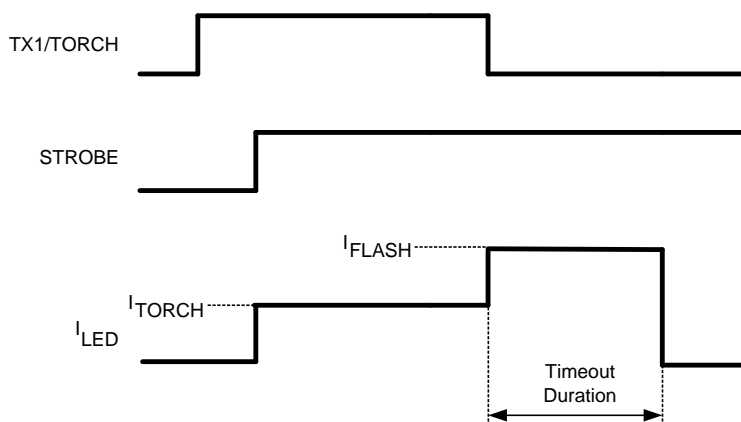 TX1/TORCH
STROBE
IFLASH
ITORCH
ILED
Timeout
Duration